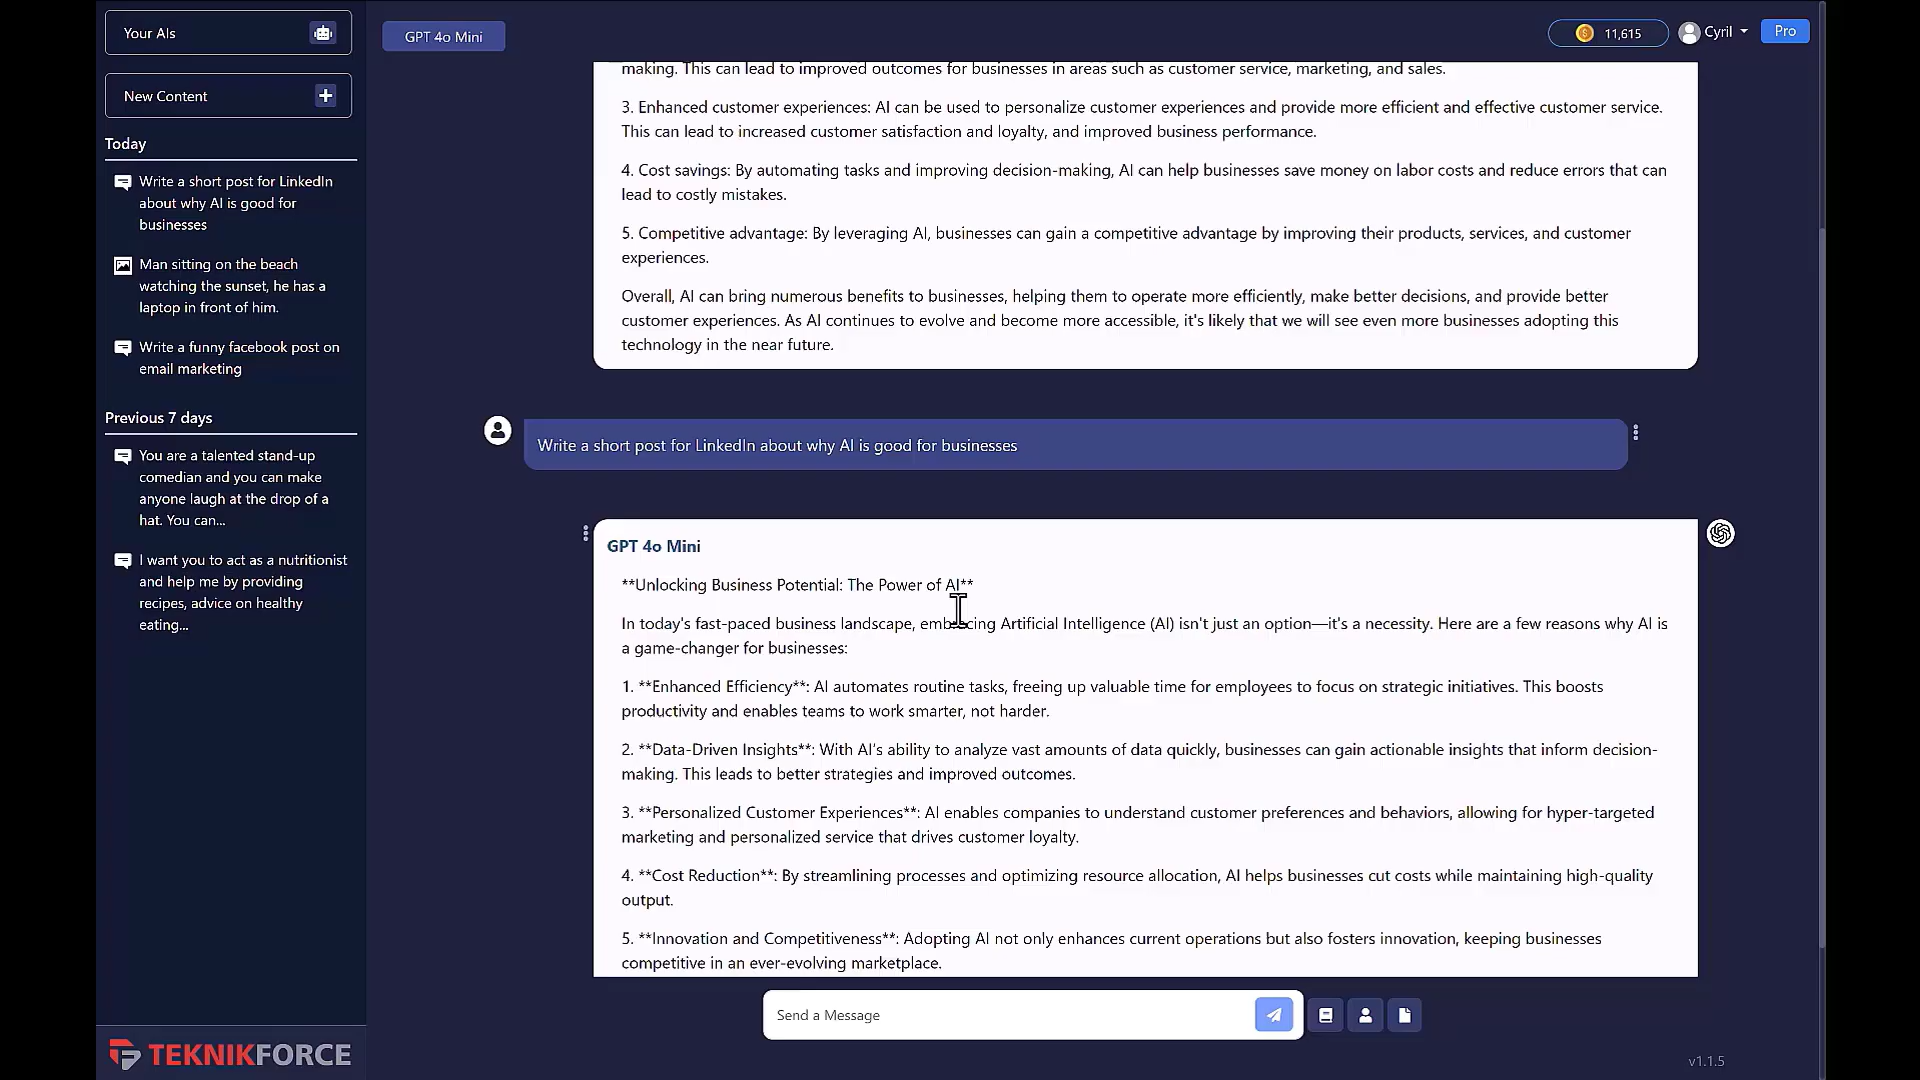 Your AIs
New Content
Today
Write a short post for LinkedIn
about why AI is good for
businesses
Man sitting on the beach
watching the sunset, he has a
laptop in front of him.
Write a funny facebook post on
email marketing
Previous 7 days
You are a talented stand-up
comedian and you can make
anyone laugh at the drop of a
hat. You can...
I want you to act as a nutritionist
and help me by providing
recipes, advice on healthy
eating...
TEKNIKFORCE
GPT 4o Mini
11,615
Cyril
Pro
making. This can lead to improved outcomes for businesses in areas such as customer service, marketing, and sales.
3. Enhanced customer experiences: AI can be used to personalize customer experiences and provide more efficient and effective customer service.
This can lead to increased customer satisfaction and loyalty, and improved business performance.
4. Cost savings: By automating tasks and improving decision-making, AI can help businesses save money on labor costs and reduce errors that can
lead to costly mistakes.
5. Competitive advantage: By leveraging AI, businesses can gain a competitive advantage by improving their products, services, and customer
experiences.
Overall, AI can bring numerous benefits to businesses, helping them to operate more efficiently, make better decisions, and provide better
customer experiences. As AI continues to evolve and become more accessible, it's likely that we will see even more businesses adopting this
technology in the near future.
Write a short post for LinkedIn about why AI is good for businesses
GPT 4o Mini
**Unlocking Business Potential: The Power of AI**
In today's fast-paced business landscape, embracing Artificial Intelligence (AI) isn't just an option—it's a necessity. Here are a few reasons why AI is
a game-changer for businesses:
1. **Enhanced Efficiency**: AI automates routine tasks, freeing up valuable time for employees to focus on strategic initiatives. This boosts
productivity and enables teams to work smarter, not harder.
2. **Data-Driven Insights**: With AI's ability to analyze vast amounts of data quickly, businesses can gain actionable insights that inform decision-
making. This leads to better strategies and improved outcomes.
3. **Personalized Customer Experiences**: AI enables companies to understand customer preferences and behaviors, allowing for hyper-targeted
marketing and personalized service that drives customer loyalty.
4. **Cost Reduction**: By streamlining processes and optimizing resource allocation, AI helps businesses cut costs while maintaining high-quality
output.
5. **Innovation and Competitiveness**: Adopting AI not only enhances current operations but also fosters innovation, keeping businesses
competitive in an ever-evolving marketplace.
Send a Message
v1.1.5